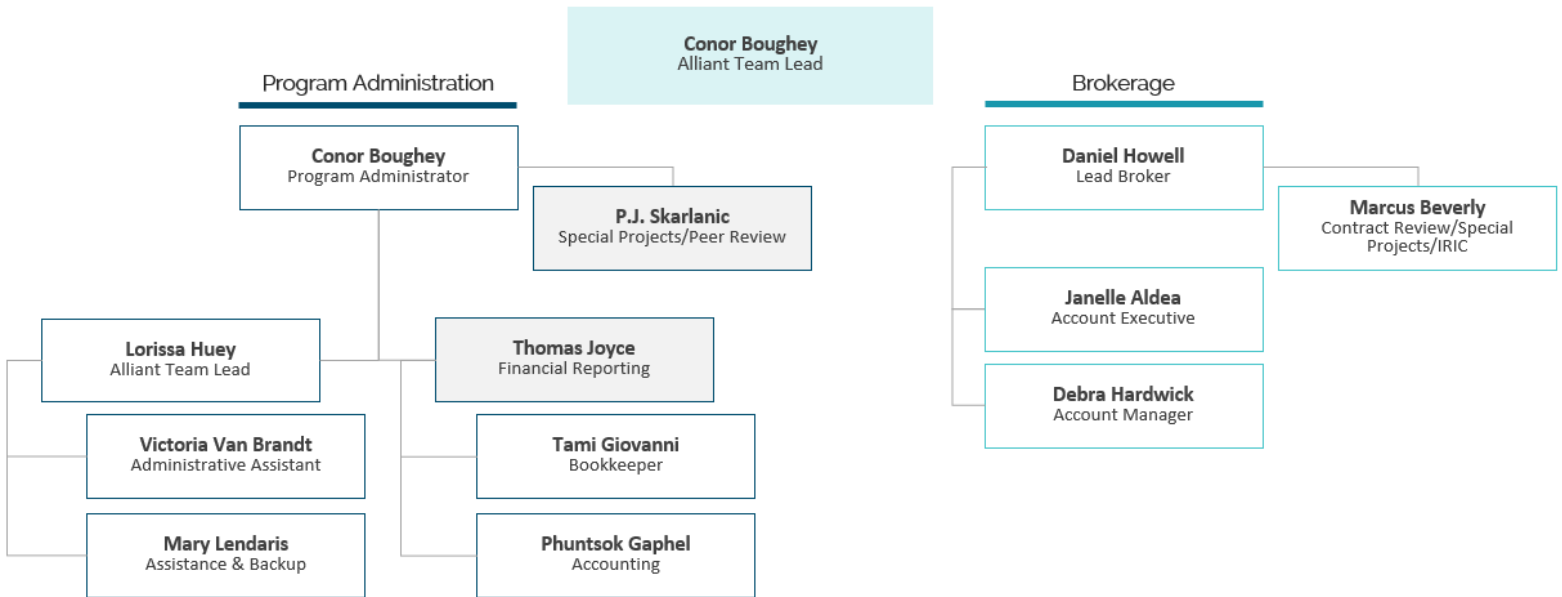 Conor Boughey
Alliant Team Lead
Program Administration
Brokerage
Conor Boughey
Program Administrator
P.J. Skarlanic
Special Projects/Peer Review
Lorissa Huey
Alliant Team Lead
Thomas Joyce
Financial Reporting
Victoria Van Brandt
Administrative Assistant
Tami Giovanni
Bookkeeper
Mary Lendaris
Assistance & Backup
Phuntsok Gaphel
Accounting
Daniel Howell
Lead Broker
Marcus Beverly
Contract Review/Special
Projects/IRIC
Janelle Aldea
Account Executive
Debra Hardwick
Account Manager